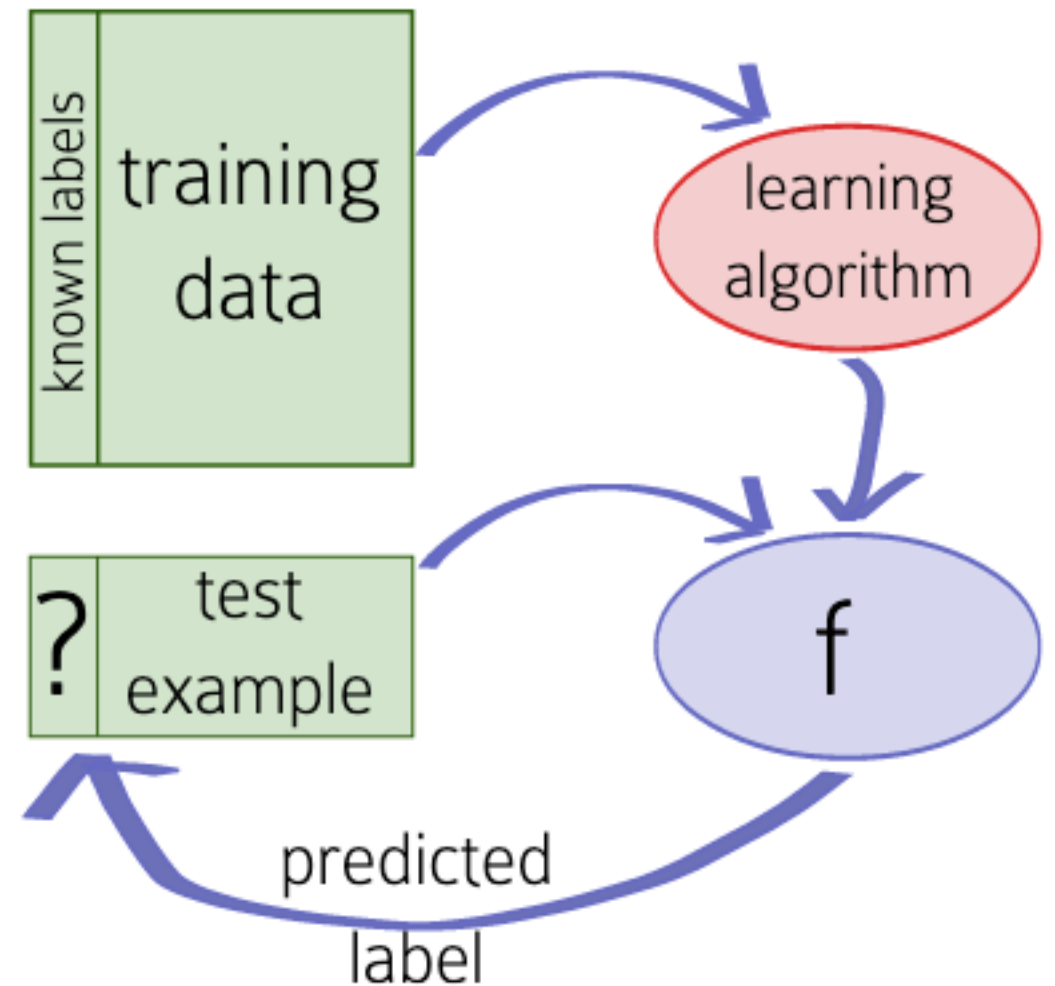 known labels
training
data
learning
algorithm
?
test
example
f
predicted
label